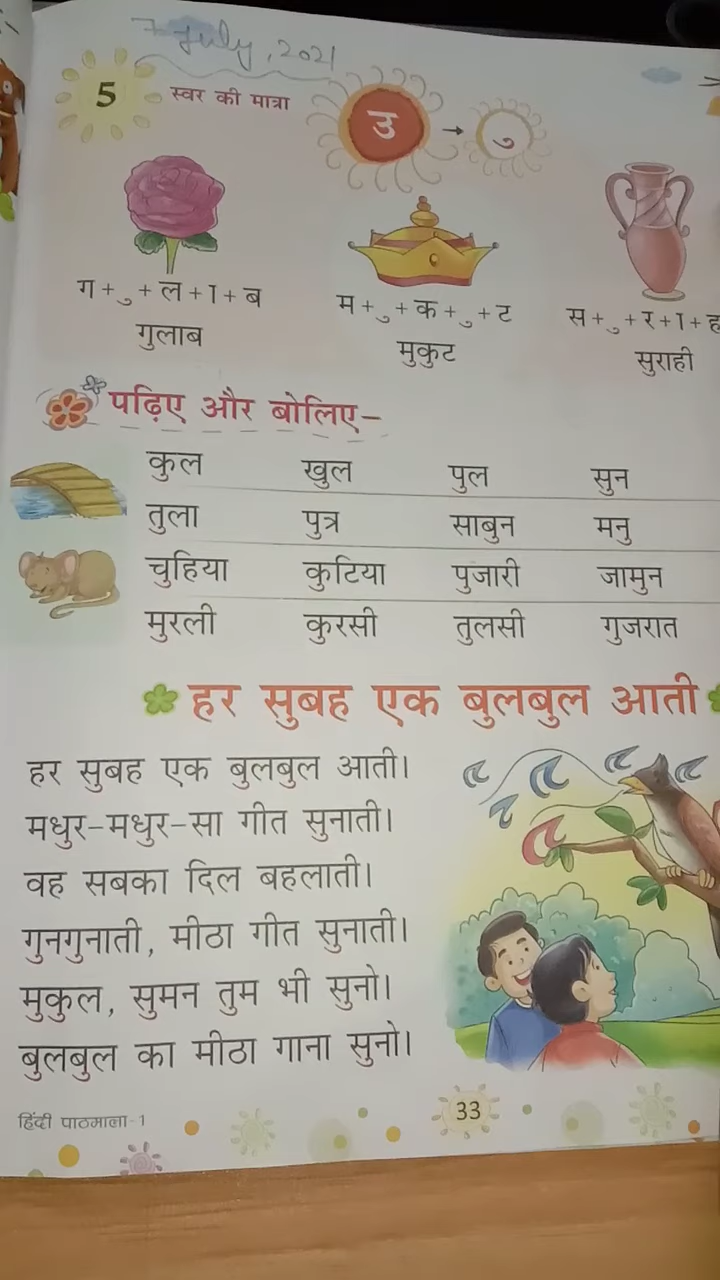 7 July, 2021
5 स्वर की मात्रा उ → ु
ग + ु + ल + ा + ब
गुलाब
म + ु + क + ु + ट
मुकुट
स + ु + र + ा + ह
सुराही
पढ़िए और बोलिए–
कुल खुल पुल सुन
तुला पुत्र साबुन मनु
चुहिया कुटिया पुजारी जामुन
मुरली कुरसी तुलसी गुजरात
हर सुबह एक बुलबुल आती
हर सुबह एक बुलबुल आती।
मधुर-मधुर-सा गीत सुनाती।
वह सबका दिल बहलाती।
गुनगुनाती, मीठा गीत सुनाती।
मुकुल, सुमन तुम भी सुनो।
बुलबुल का मीठा गाना सुनो।
हिंदी पाठमाला-1
33